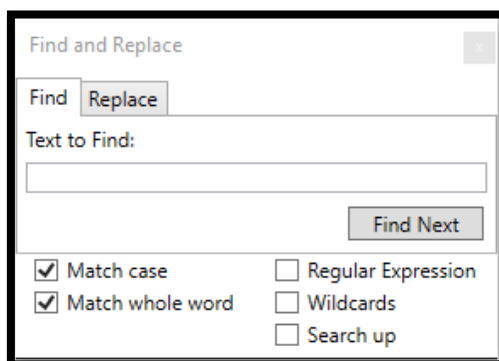 Find and Replace x
Find Replace
Text to Find:
Find Next
Match case Regular Expression
Match whole word Wildcards
Search up